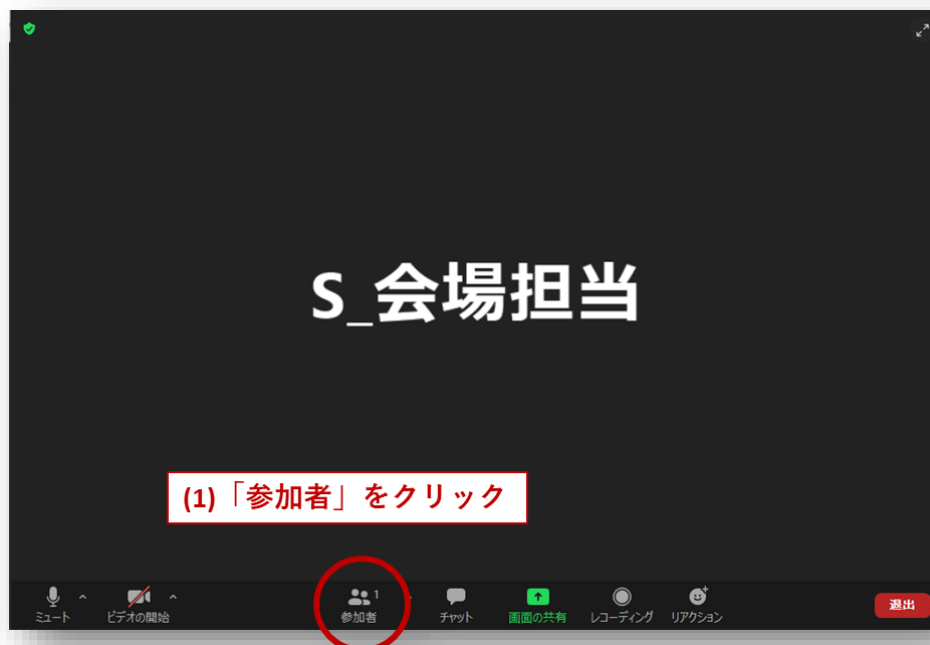 S_会場担当
(1)「参加者」をクリック
1
ミュート
ビデオの開始
参加者
チャット
画面の共有
レコーディング
リアクション
退出